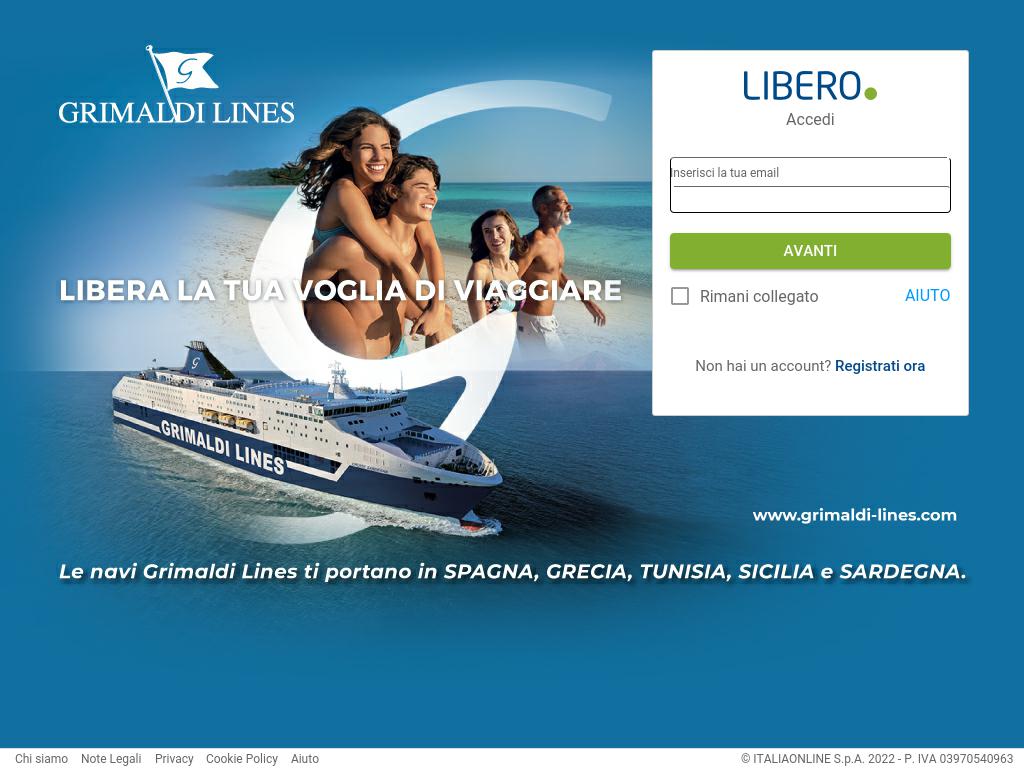 GRIMALDI LINES
LIBERO
Accedi
Inserisci la tua email
AVANTI
Rimani collegato
AIUTO
LIBERA LA TUA VOGLIA DI VIAGGIARE
Non hai un account? Registrati ora
GRIMALDI LINES
www.grimaldi-lines.com
Le navi Grimaldi Lines ti portano in SPAGNA, GRECIA, TUNISIA, SICILIA e SARDEGNA.
Chi siamo Note Legali Privacy Cookie Policy Aiuto
© ITALIAONLINE S.p.A. 2022 - P. IVA 03970540963